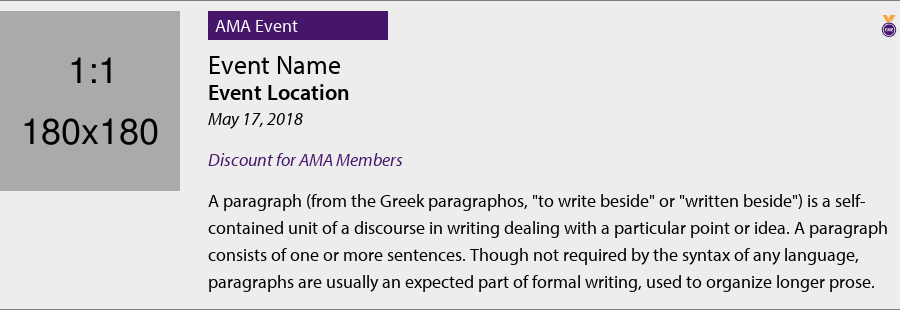 1:1
180x180
AMA Event
CME
Event Name
Event Location
May 17, 2018
Discount for AMA Members
A paragraph (from the Greek paragraphos, "to write beside" or "written beside") is a self-
contained unit of a discourse in writing dealing with a particular point or idea. A paragraph
consists of one or more sentences. Though not required by the syntax of any language,
paragraphs are usually an expected part of formal writing, used to organize longer prose.